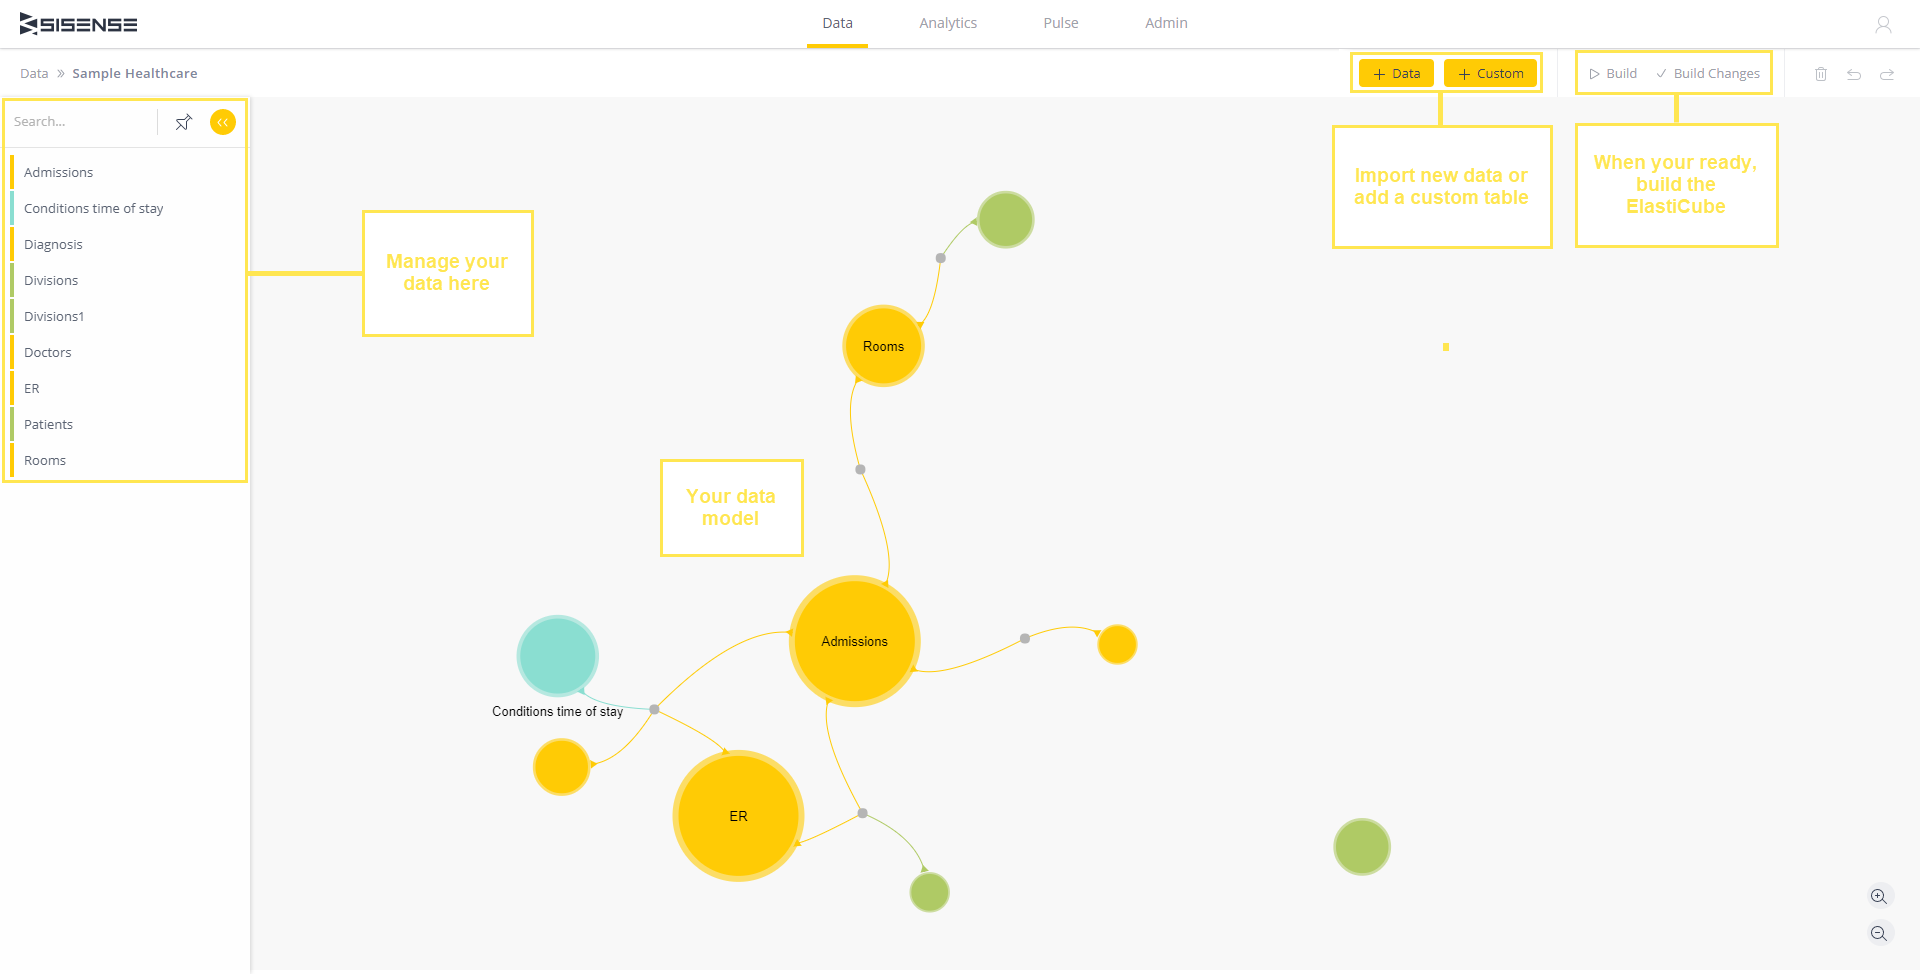 SISENSE
Data Analytics Pulse Admin
Data » Sample Healthcare
+ Data + Custom
Build Build Changes
Search...
Admissions
Conditions time of stay
Diagnosis
Divisions
Divisions1
Doctors
ER
Patients
Rooms
Manage your
data here
Import new data or
add a custom table
When your ready,
build the
ElastiCube
Rooms
Your data
model
Admissions
Conditions time of stay
ER